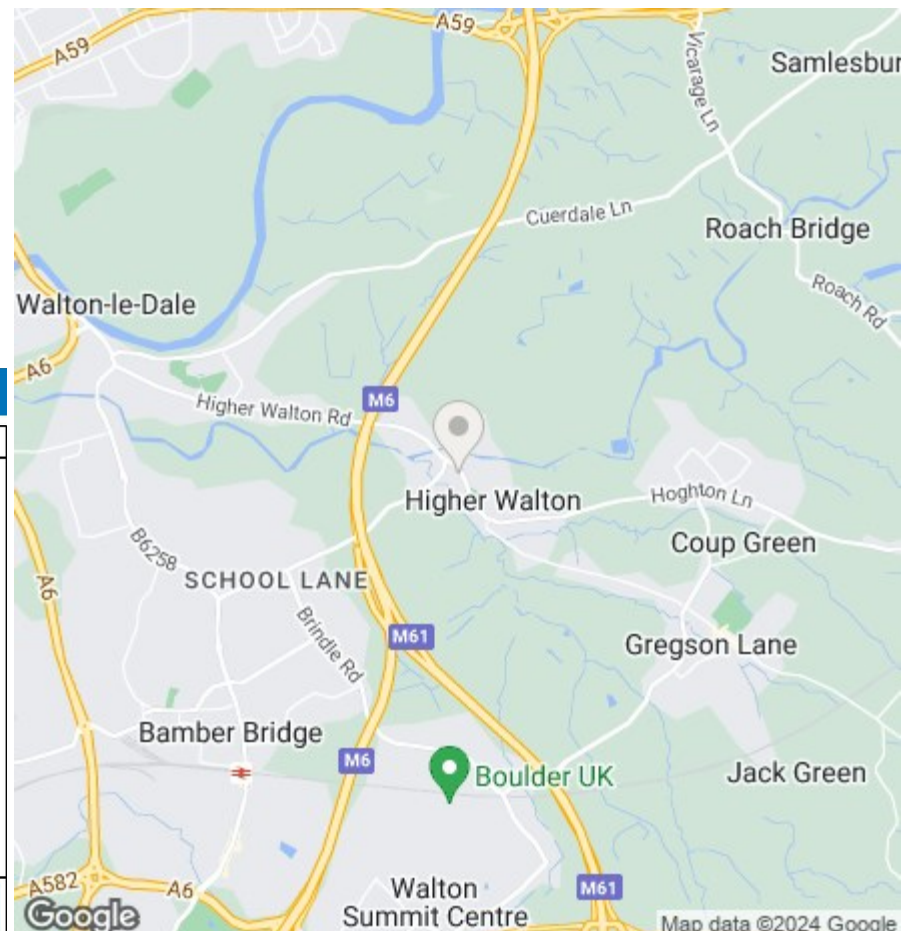 A59
A59
Vicarage Ln
Samlesbur
Cuerdale Ln
Roach Bridge
Roach Rd
Walton-le-Dale
A6
M6
Higher Walton Rd
Higher Walton
Hoghton Ln
Coup Green
B6258
SCHOOL LANE
A6
Brindle Rd
M61
Gregson Lane
Bamber Bridge
M6
Boulder UK
Jack Green
A582
A6
Walton
Summit Centre
M61
Google
Map data ©2024 Google